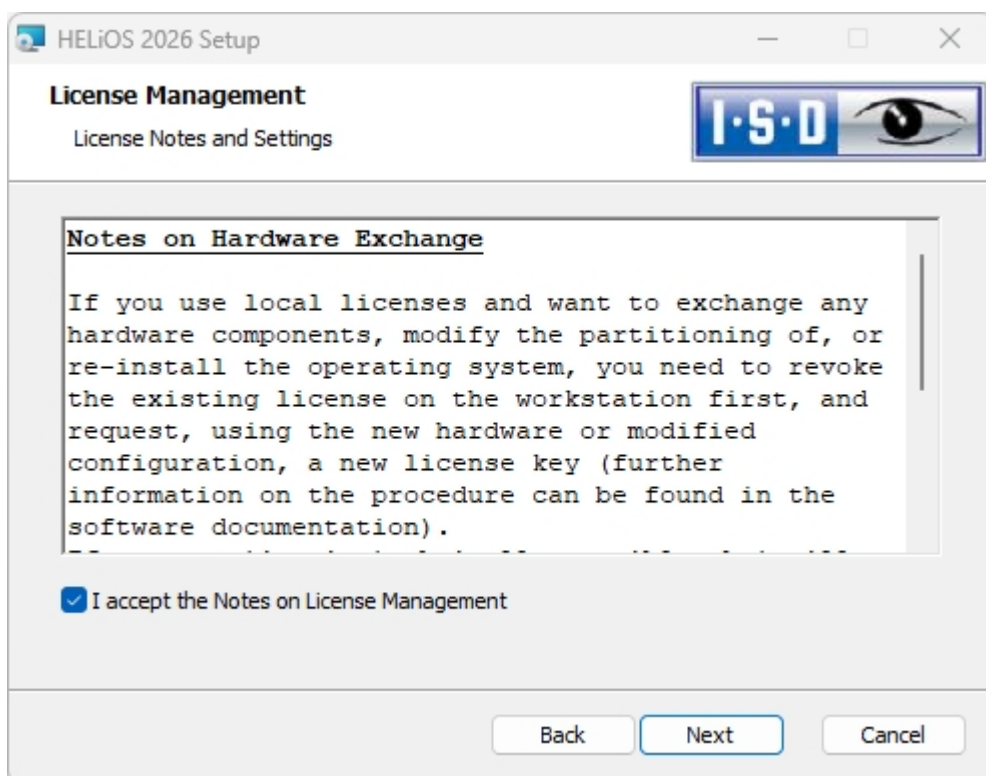 HELiOS 2026 Setup
License Management
License Notes and Settings
I·S·D
Notes on Hardware Exchange
If you use local licenses and want to exchange any
hardware components, modify the partitioning of, or
re-install the operating system, you need to revoke
the existing license on the workstation first, and
request, using the new hardware or modified
configuration, a new license key (further
information on the procedure can be found in the
software documentation).
I accept the Notes on License Management
Back
Next
Cancel